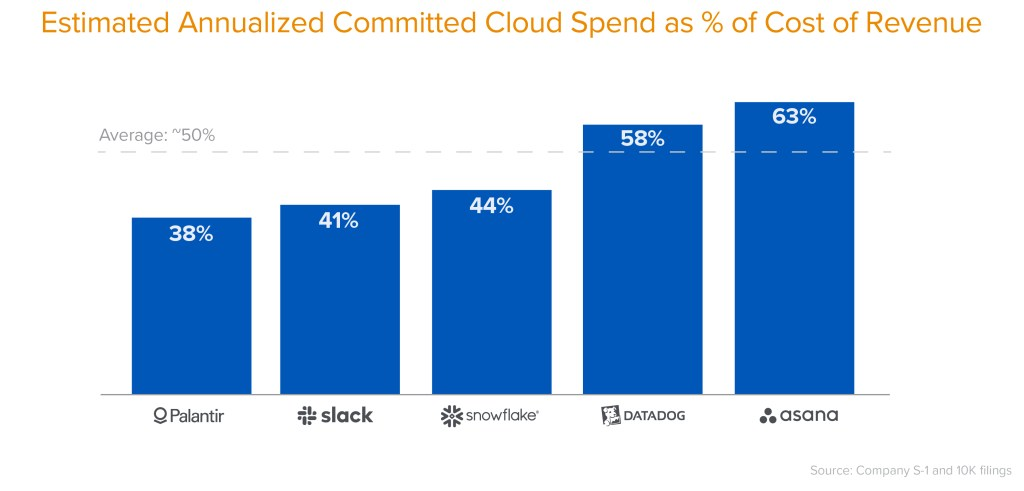 Estimated Annualized Committed Cloud Spend as % of Cost of Revenue
Average: ~50%
38%
41%
44%
58%
63%
Palantir
slack
snowflake®
DATADOG
asana
Source: Company S-1 and 10K filings